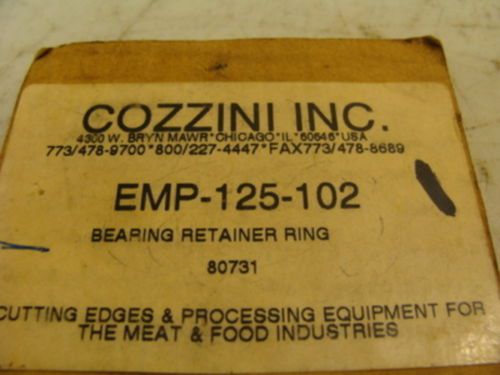 COZZINI INC.
4300 W. BRYN MAWR*CHICAGO*IL*60646*USA
773/478-9700*800/227-4447*FAX773/478-8689
EMP-125-102
BEARING RETAINER RING
80731
CUTTING EDGES & PROCESSING EQUIPMENT FOR
THE MEAT & FOOD INDUSTRIES